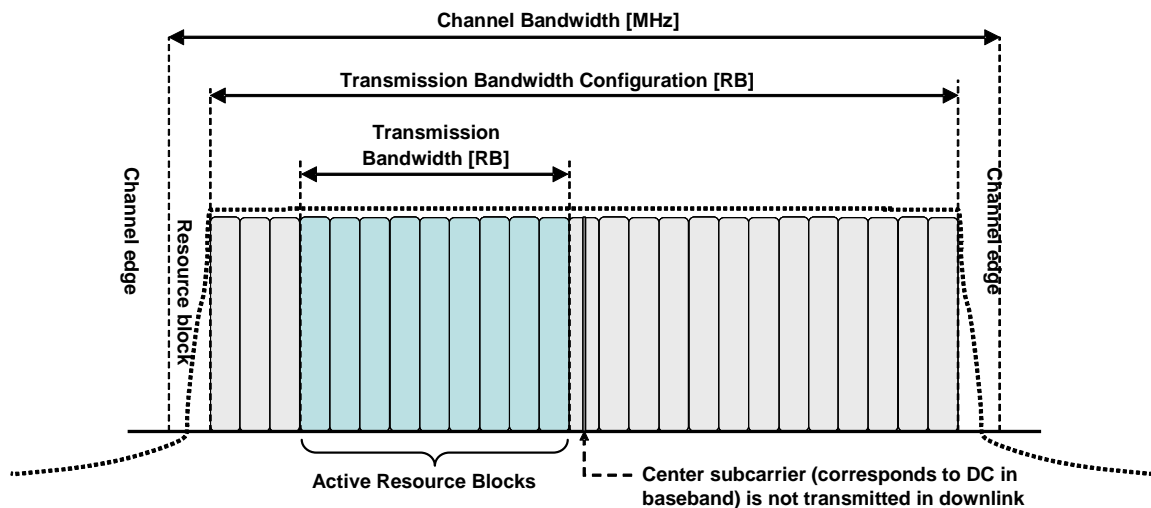 Channel Bandwidth [MHz]
Transmission Bandwidth Configuration [RB]
Transmission
Bandwidth [RB]
Channel edge
Resource block
Channel edge
Active Resource Blocks
Center subcarrier (corresponds to DC in
baseband) is not transmitted in downlink